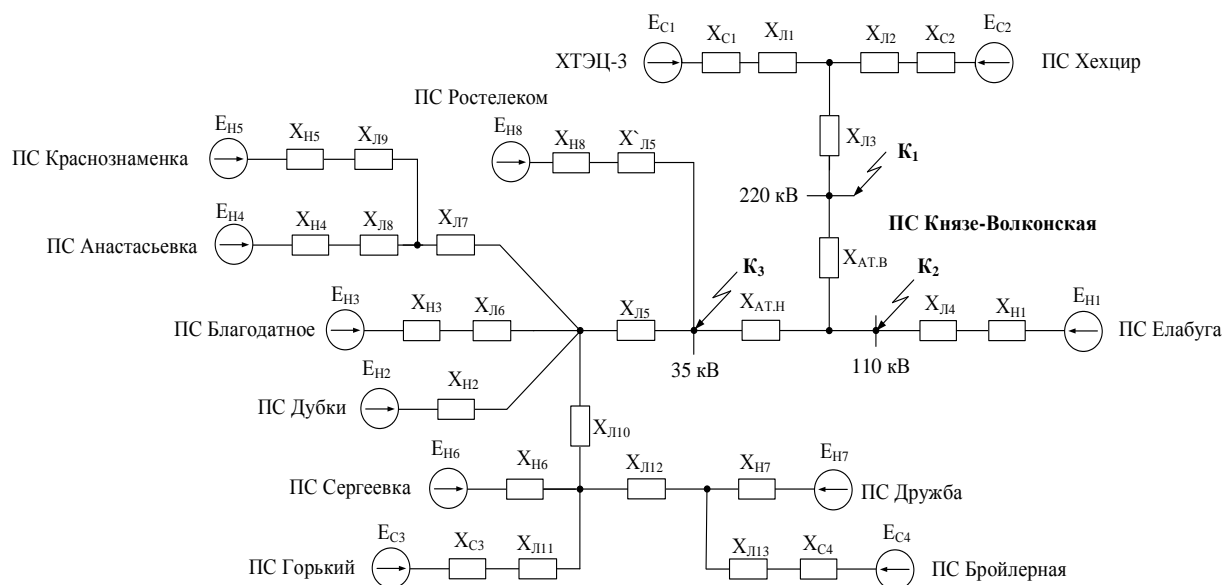 E_C1 X_C1 X_Л1 X_Л2 X_C2 E_C2
ХТЭЦ-3 ПС Хехцир
ПС Ростелеком
E_H5 X_H5 X_Л9 E_H8 X_H8 X`_Л5 X_Л3 К₁
ПС Краснознаменка
220 кВ
E_H4 X_H4 X_Л8 X_Л7 ПС Князе-Волконская
ПС Анастасьевка
К₃ X_АТ.В К₂
E_H3 X_H3 X_Л6 X_Л5 X_АТ.Н X_Л4 X_H1 E_H1
ПС Благодатное ПС Елабуга
35 кВ 110 кВ
E_H2 X_H2
ПС Дубки
X_Л10
E_H6 X_H6 X_Л12 X_H7 E_H7
ПС Сергеевка ПС Дружба
E_C3 X_C3 X_Л11 X_Л13 X_C4 E_C4
ПС Горький ПС Бройлерная